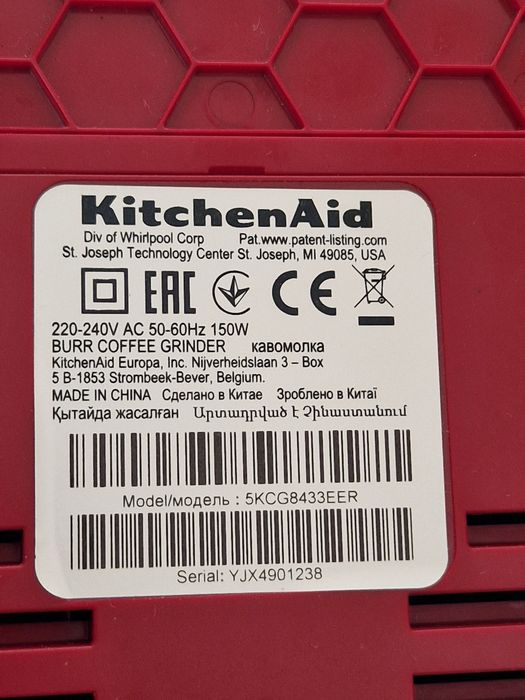 KitchenAid
Div of Whirlpool Corp Pat.www.patent-listing.com
St. Joseph Technology Center St. Joseph, MI 49085, USA
EAC CE
220-240V AC 50-60Hz 150W
BURR COFFEE GRINDER кавомолка
KitchenAid Europa, Inc. Nijverheidslaan 3 – Box
5 B-1853 Strombeek-Bever, Belgium.
MADE IN CHINA Сделано в Китае Зроблено в Китаї
Қытайда жасалған Արտադրված է Չինաստանում
Model/модель : 5KCG8433EER
Serial: YJX4901238